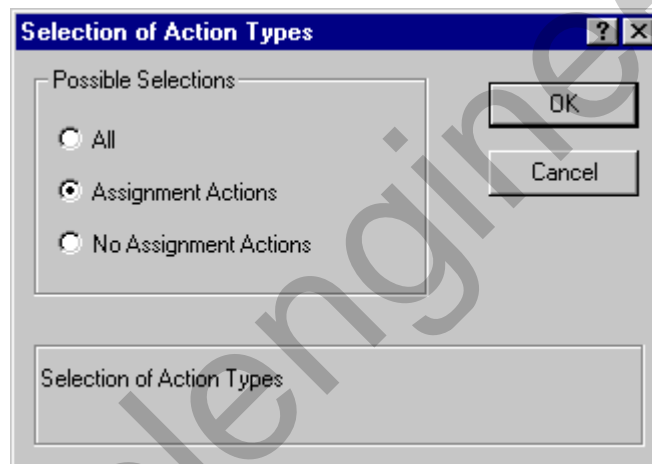 Selection of Action Types
Possible Selections
All
Assignment Actions
No Assignment Actions
OK
Cancel
Selection of Action Types